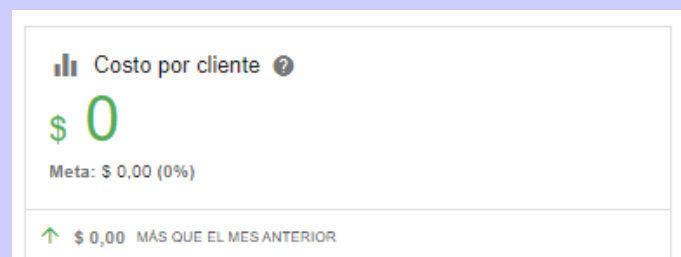 Costo por cliente ?
$ 0
Meta: $ 0,00 (0%)
↑ $ 0,00 MÁS QUE EL MES ANTERIOR